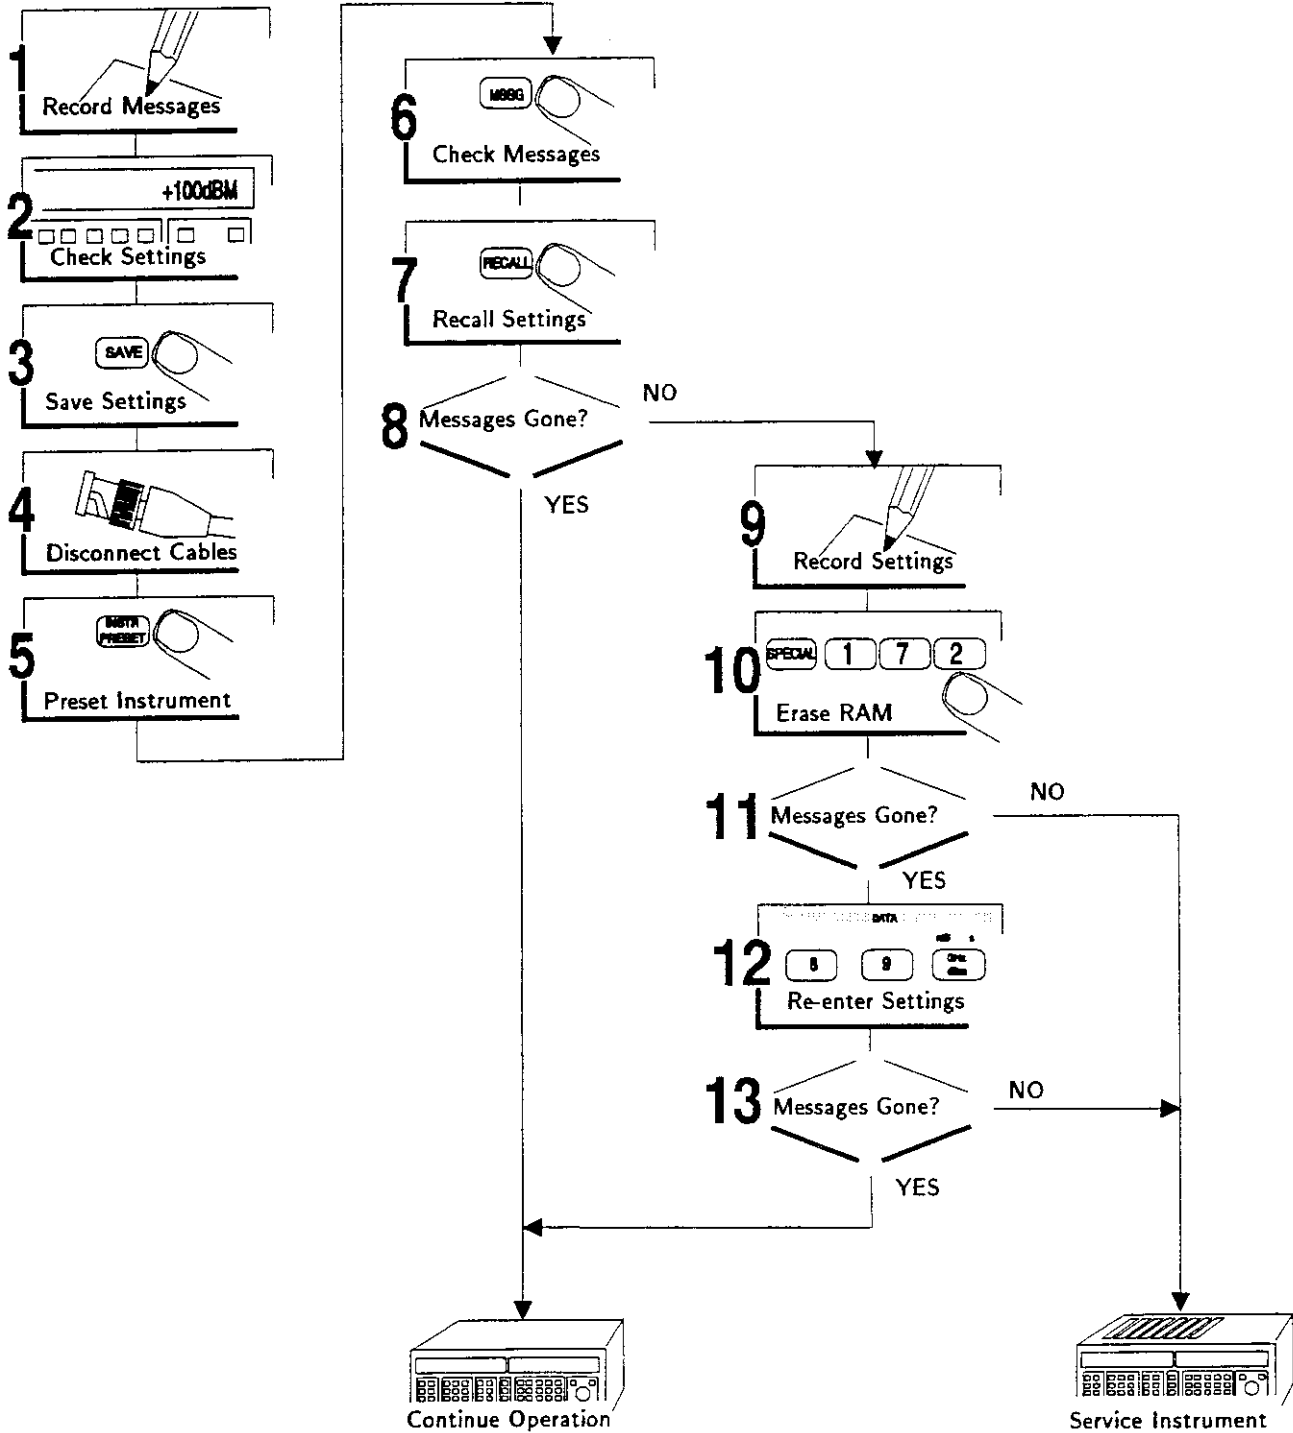 1
Record Messages
2
+100dBM
Check Settings
3
SAVE
Save Settings
4
Disconnect Cables
5
INSTR
PRESET
Preset Instrument
6
MSSG
Check Messages
7
RECALL
Recall Settings
8
Messages Gone?
NO
YES
9
Record Settings
10
SPECIAL
1 7 2
Erase RAM
11
Messages Gone?
NO
YES
12
DATA
9
Re-enter Settings
13
Messages Gone?
NO
YES
Continue Operation
Service Instrument